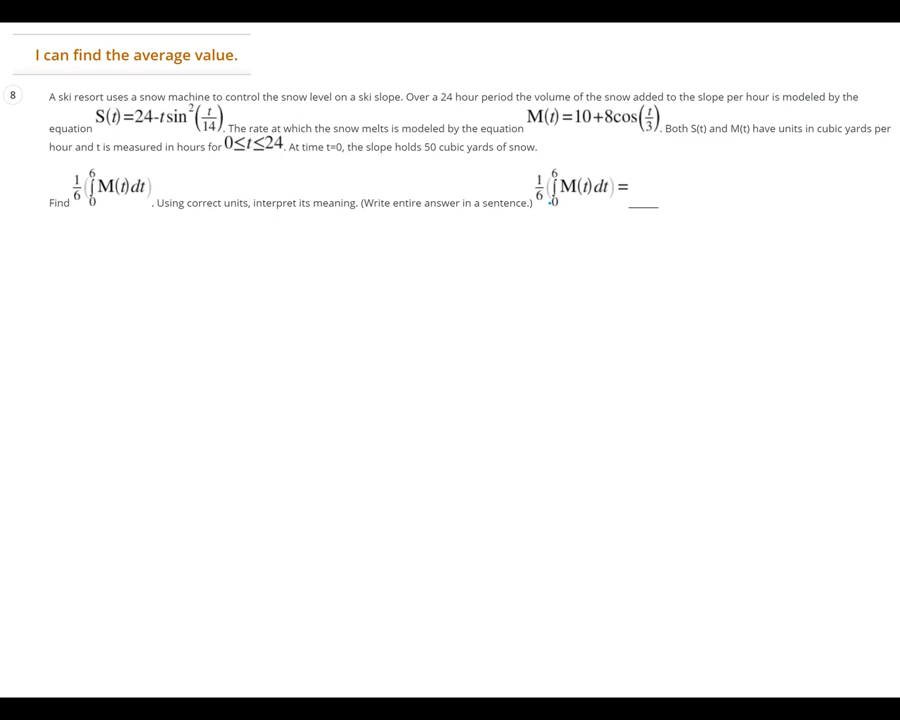 I can find the average value.
8
A ski resort uses a snow machine to control the snow level on a ski slope. Over a 24 hour period the volume of the snow added to the slope per hour is modeled by the
equation S(t)=24-t sin²(t/14). The rate at which the snow melts is modeled by the equation M(t)=10+8cos(t/3). Both S(t) and M(t) have units in cubic yards per
hour and t is measured in hours for 0≤t≤24. At time t=0, the slope holds 50 cubic yards of snow.
Find 1/6 (∫₀⁶ M(t)dt). Using correct units, interpret its meaning. (Write entire answer in a sentence.) 1/6 (∫₀⁶ M(t)dt) = ____